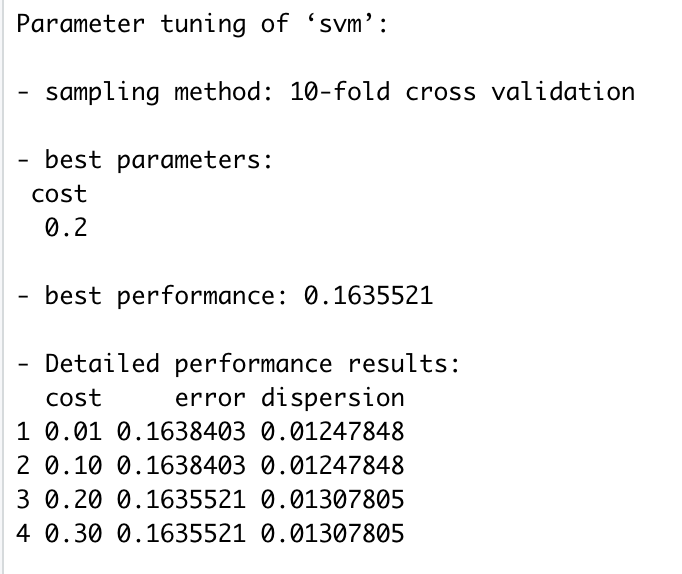 Parameter tuning of ‘svm’:
- sampling method: 10-fold cross validation
- best parameters:
cost
0.2
- best performance: 0.1635521
- Detailed performance results:
cost error dispersion
1 0.01 0.1638403 0.01247848
2 0.10 0.1638403 0.01247848
3 0.20 0.1635521 0.01307805
4 0.30 0.1635521 0.01307805